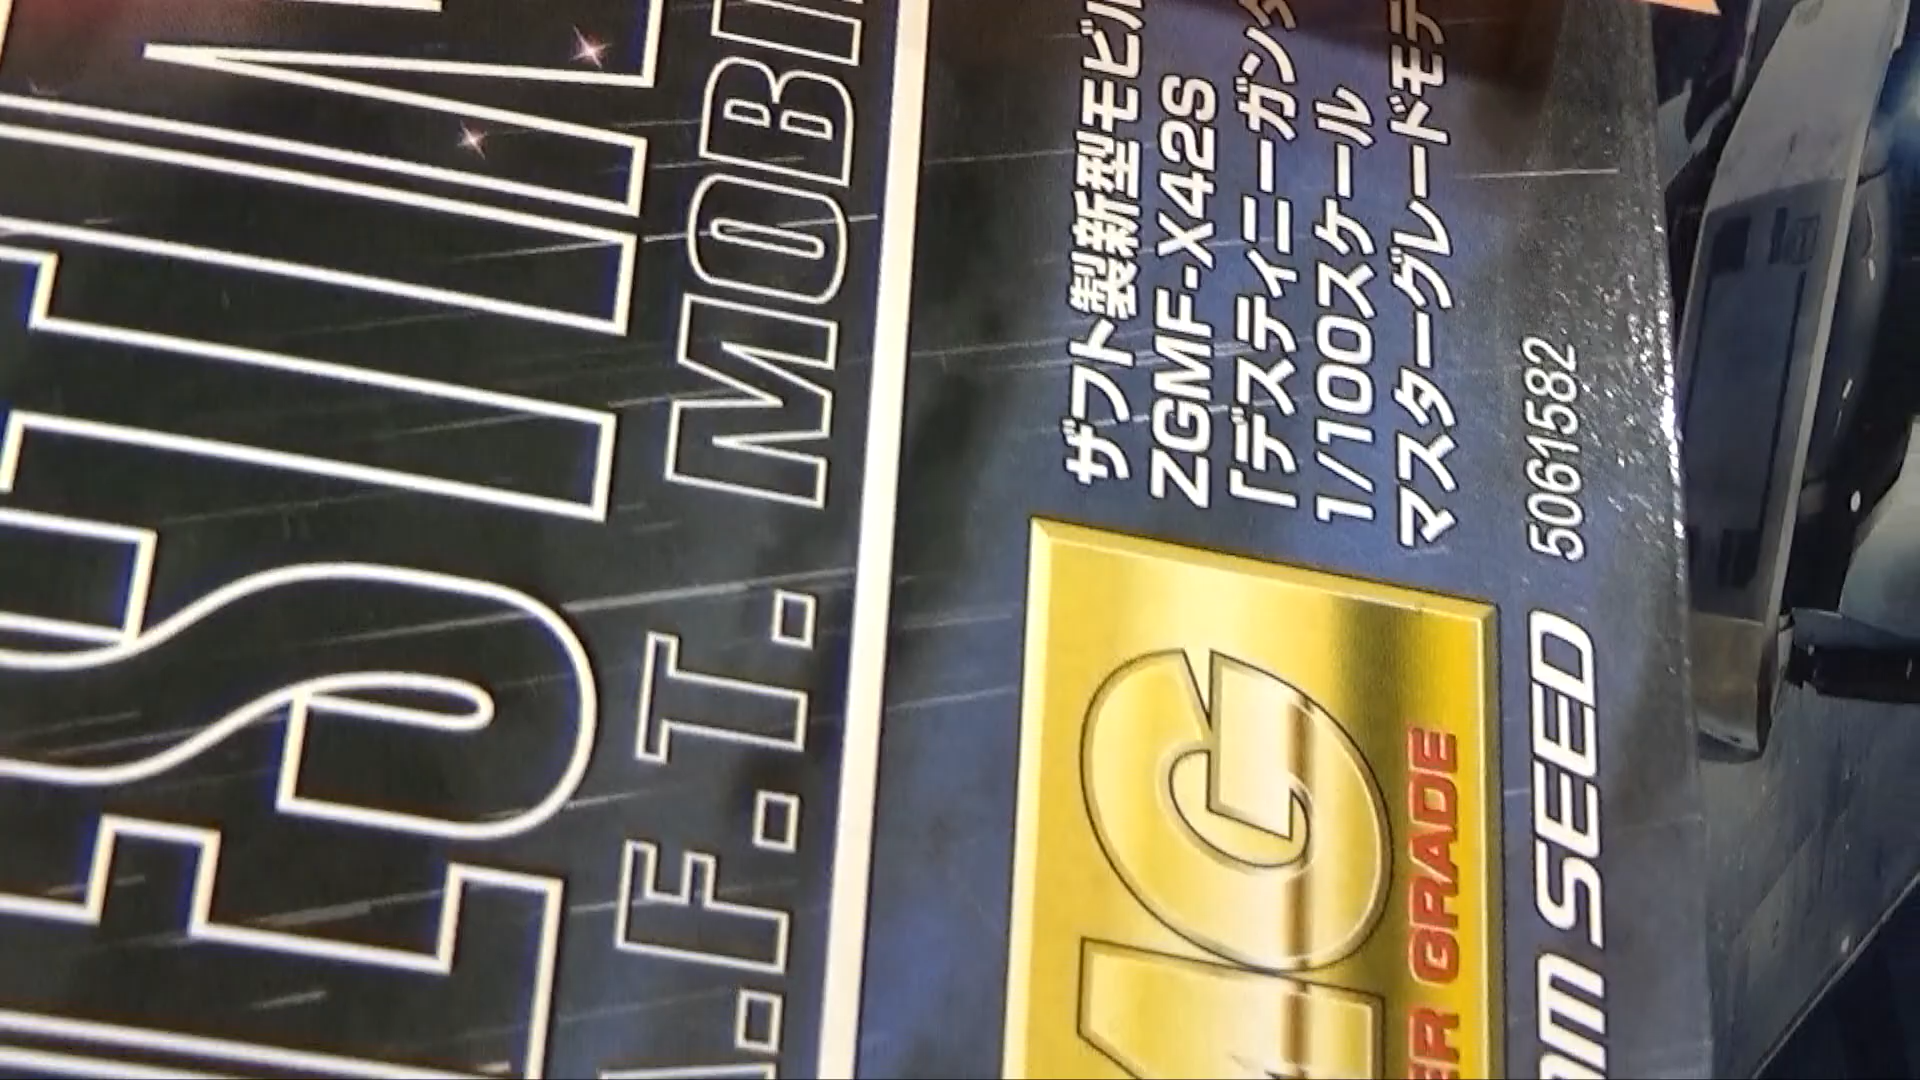 DESTIN
A.F.T. MOBI
ザフト製新型モビル
ZGMF-X42S
「デスティニーガンダ
1/100スケール
マスターグレードモデ
MG
ER GRADE
AM SEED 5061582